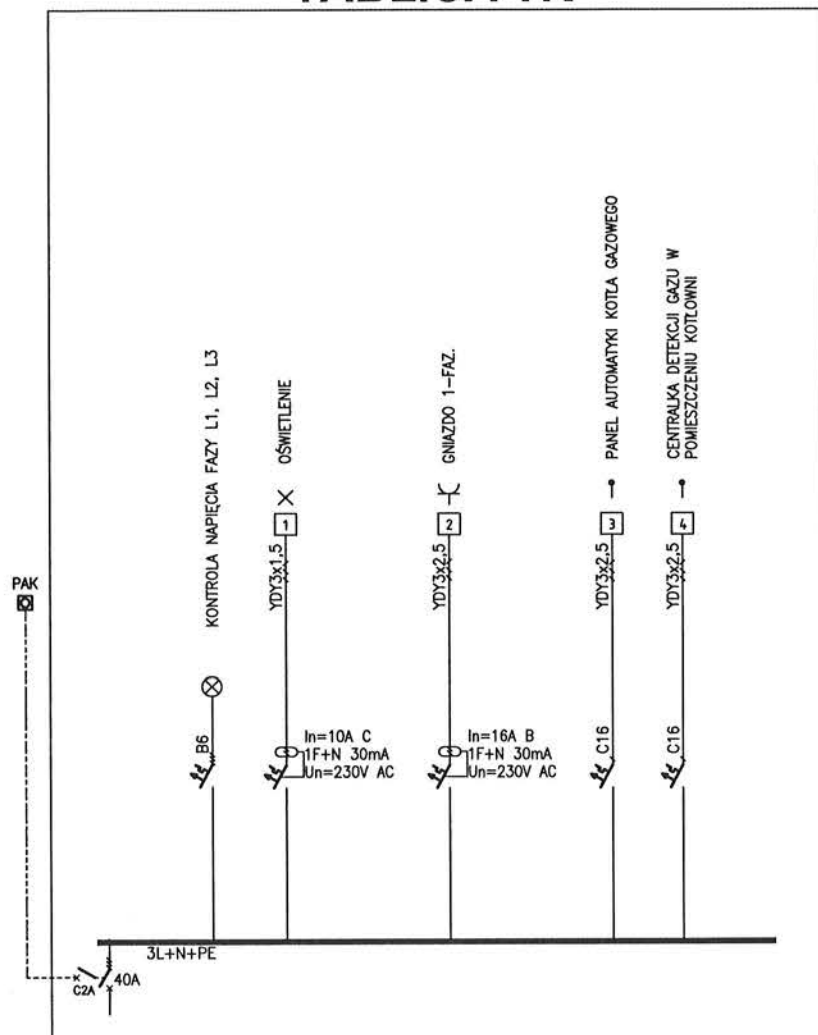 PAK
KONTROLA NAPIĘCIA FAZY L1, L2, L3
OŚWIETLENIE
GNIAZDO 1-FAZ.
PANEL AUTOMATYKI KOTŁA GAZOWEGO
CENTRALKA DETEKCJI GAZU W
POMIESZCZENIU KOTŁOWNI
1
2
3
4
YDY3x1,5
YDY3x2,5
YDY3x2,5
YDY3x2,5
B6
In=10A C
1F+N 30mA
Un=230V AC
In=16A B
1F+N 30mA
Un=230V AC
C16
C16
3L+N+PE
C2A
40A